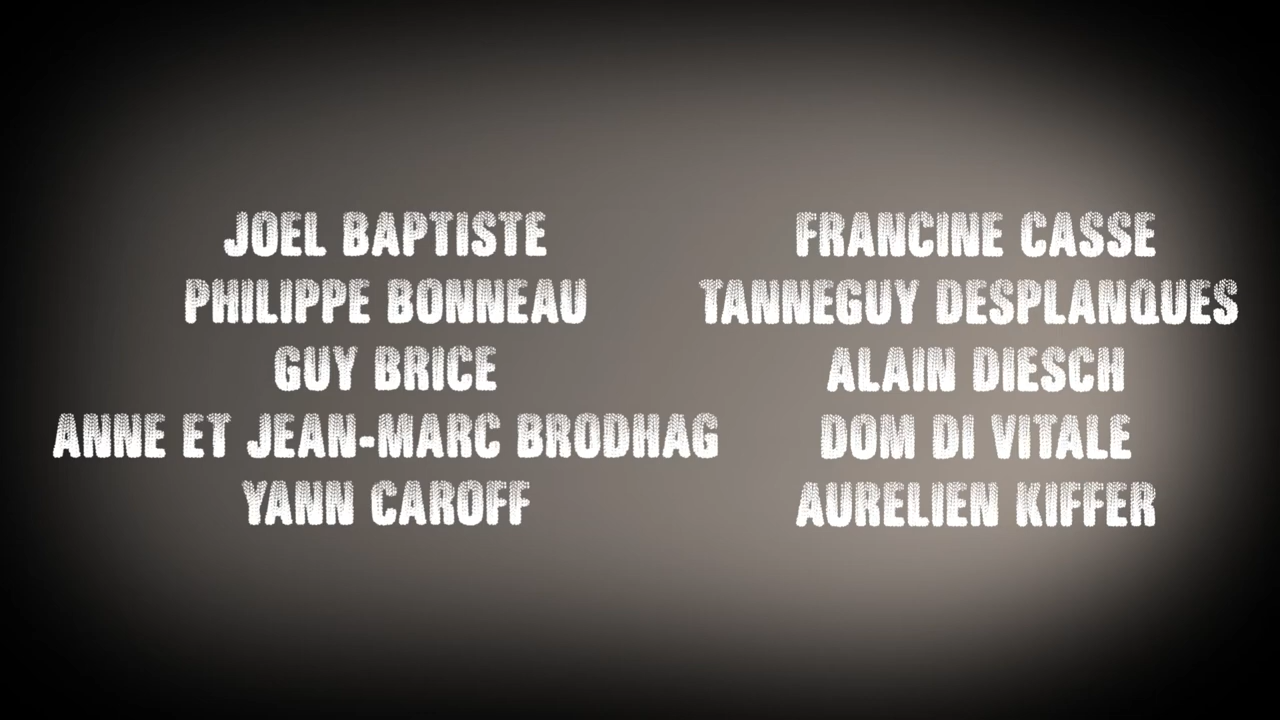 JOEL BAPTISTE
PHILIPPE BONNEAU
GUY BRICE
ANNE ET JEAN-MARC BRODHAG
YANN CAROFF
FRANCINE CASSE
TANNEGUY DESPLANQUES
ALAIN DIESCH
DOM DI VITALE
AURELIEN KIFFER